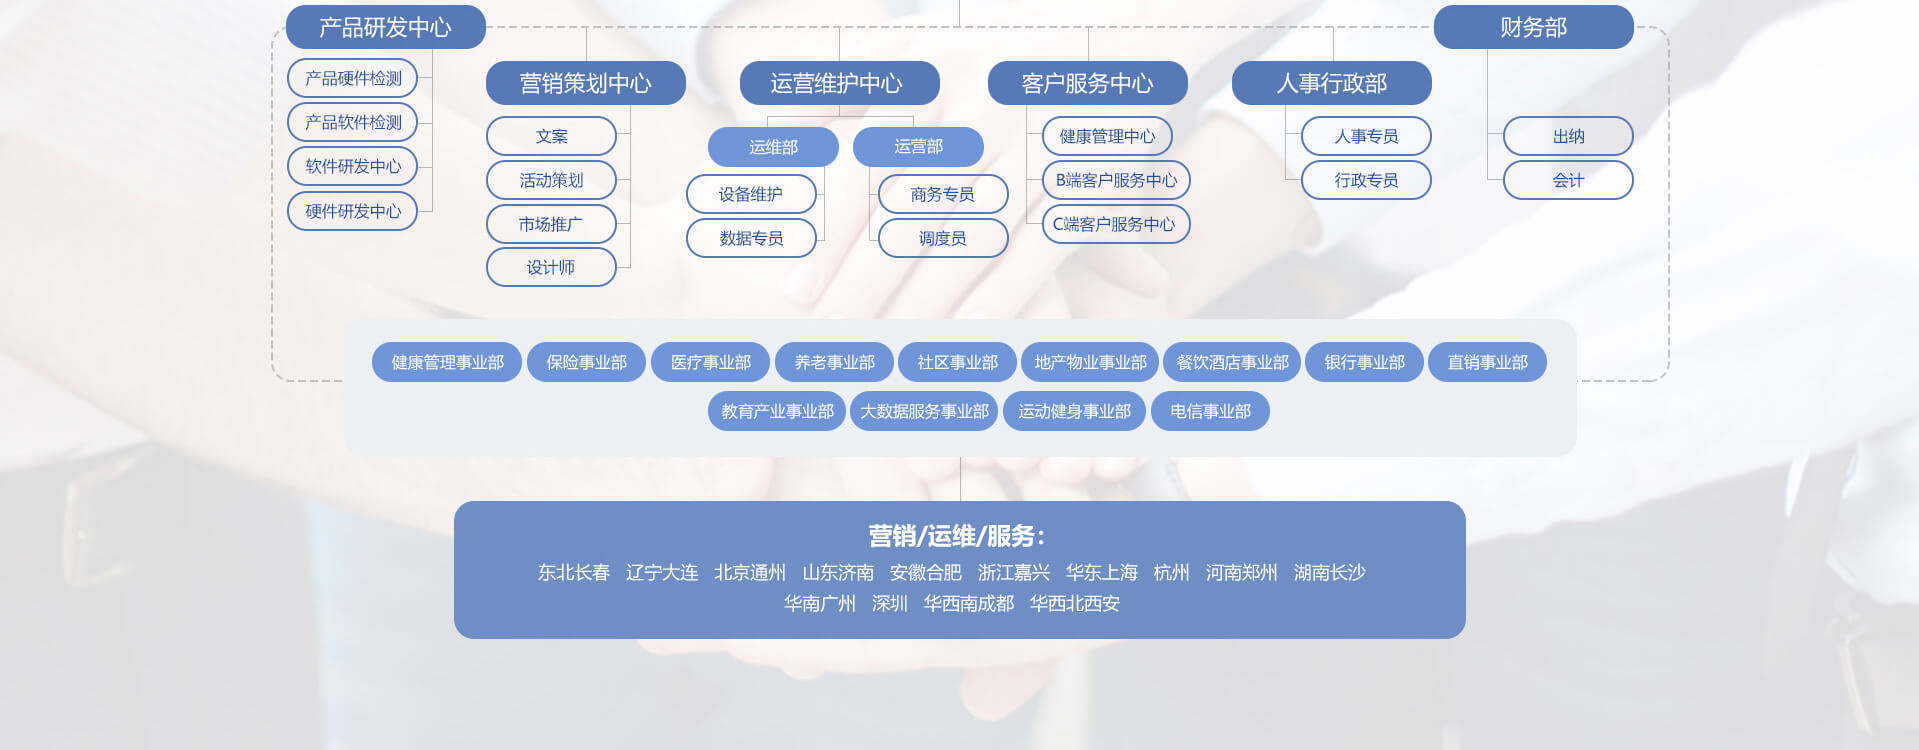 产品研发中心
财务部
营销策划中心
运营维护中心
客户服务中心
人事行政部
产品硬件检测
产品软件检测
软件研发中心
硬件研发中心
文案
活动策划
市场推广
设计师
运维部
设备维护
数据专员
运营部
商务专员
调度员
健康管理中心
B端客户服务中心
C端客户服务中心
人事专员
行政专员
出纳
会计
健康管理事业部 保险事业部 医疗事业部 养老事业部 社区事业部 地产物业事业部 餐饮酒店事业部 银行事业部 直销事业部
教育产业事业部 大数据服务事业部 运动健身事业部 电信事业部
营销/运维/服务：
东北长春 辽宁大连 北京通州 山东济南 安徽合肥 浙江嘉兴 华东上海 杭州 河南郑州 湖南长沙
华南广州 深圳 华西南成都 华西北西安